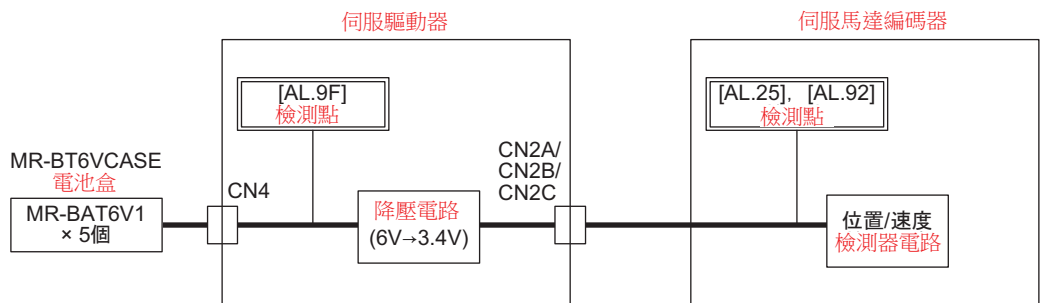 伺服驅動器
伺服馬達編碼器
[AL.9F]
檢測點
[AL.25]，[AL.92]
檢測點
MR-BT6VCASE
電池盒
MR-BAT6V1
× 5個
CN4
降壓電路
(6V→3.4V)
CN2A/
CN2B/
CN2C
位置/速度
檢測器電路